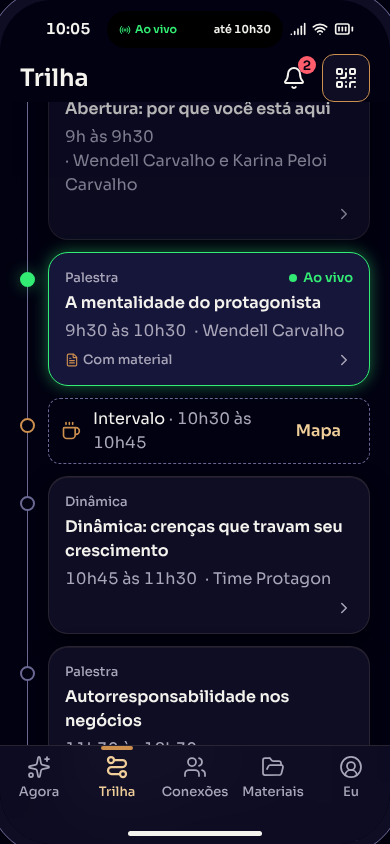 10:05
Ao vivo
até 10h30
Trilha
2
Abertura: por que você está aqui
9h às 9h30
· Wendell Carvalho e Karina Peloi
Carvalho
Palestra
Ao vivo
A mentalidade do protagonista
9h30 às 10h30 · Wendell Carvalho
Com material
Intervalo · 10h30 às
10h45
Mapa
Dinâmica
Dinâmica: crenças que travam seu
crescimento
10h45 às 11h30 · Time Protagon
Palestra
Autorresponsabilidade nos
negócios
Agora
Trilha
Conexões
Materiais
Eu